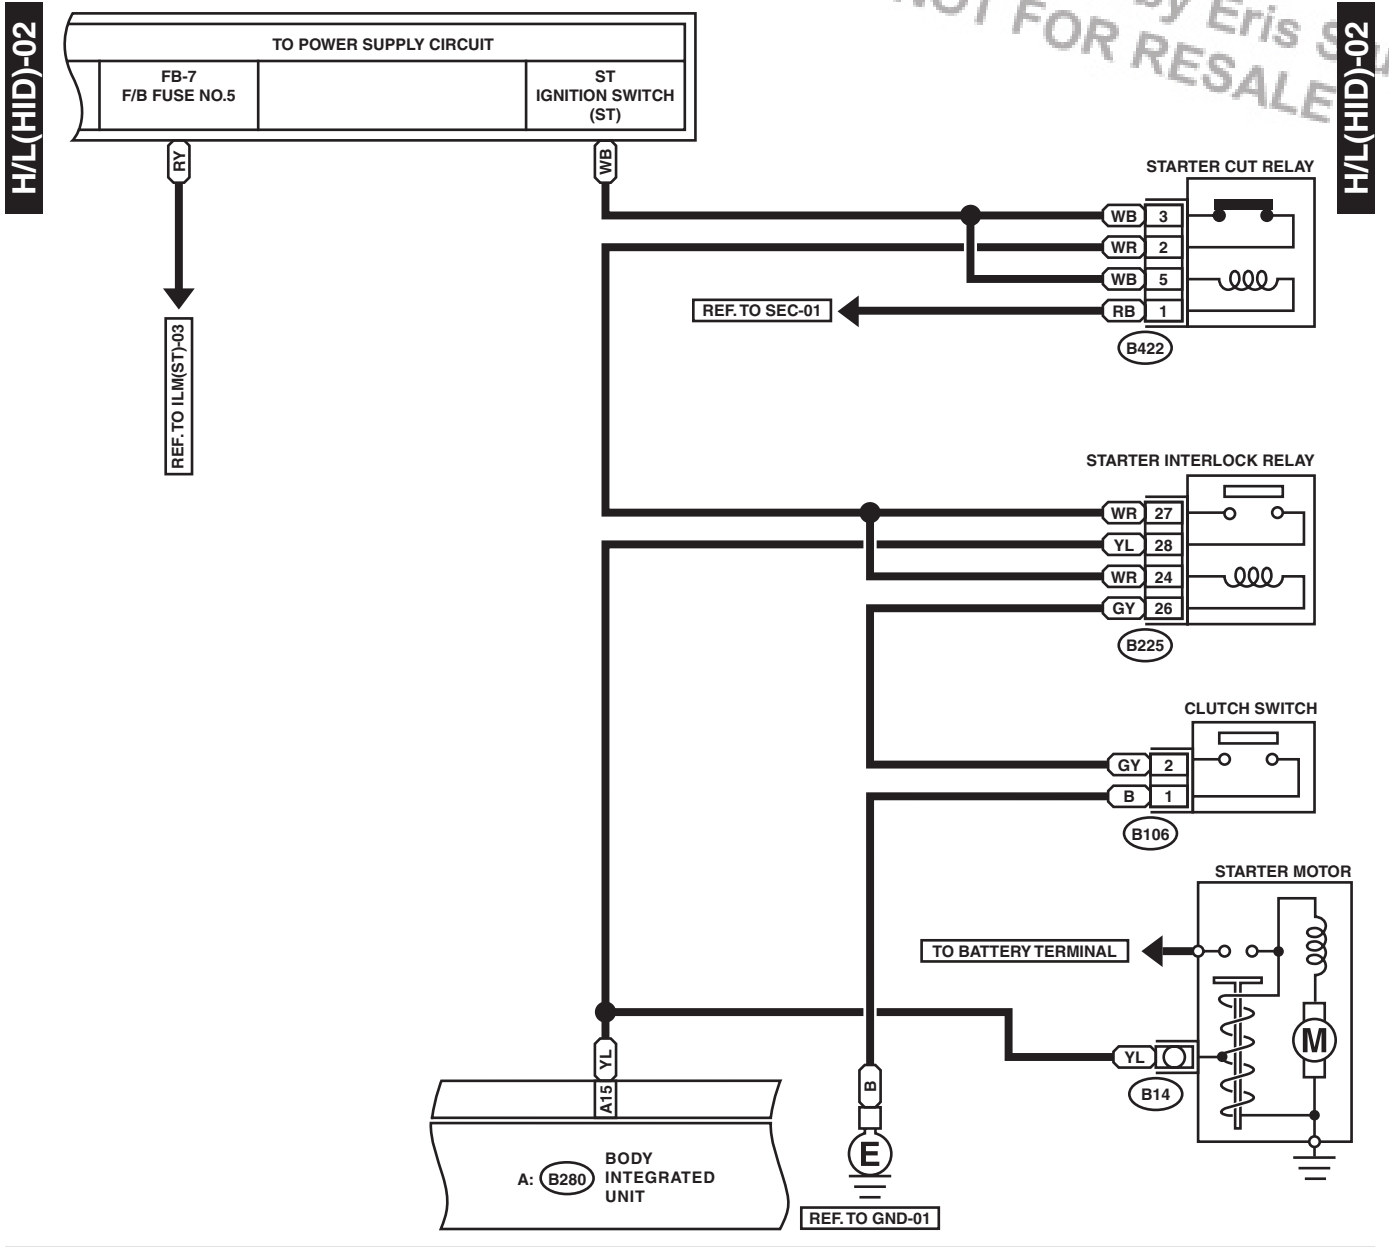 H/L(HID)-02
by Eris
NOT FOR RESALE
H/L(HID)-02
TO POWER SUPPLY CIRCUIT
FB-7
F/B FUSE NO.5
ST
IGNITION SWITCH
(ST)
RY
WB
REF. TO ILM(ST)-03
STARTER CUT RELAY
WB 3
WR 2
WB 5
RB 1
REF. TO SEC-01
B422
STARTER INTERLOCK RELAY
WR 27
YL 28
WR 24
GY 26
B225
CLUTCH SWITCH
GY 2
B 1
B106
STARTER MOTOR
TO BATTERY TERMINAL
M
YL
B14
YL
A15
B
E
A: B280
BODY
INTEGRATED
UNIT
REF. TO GND-01